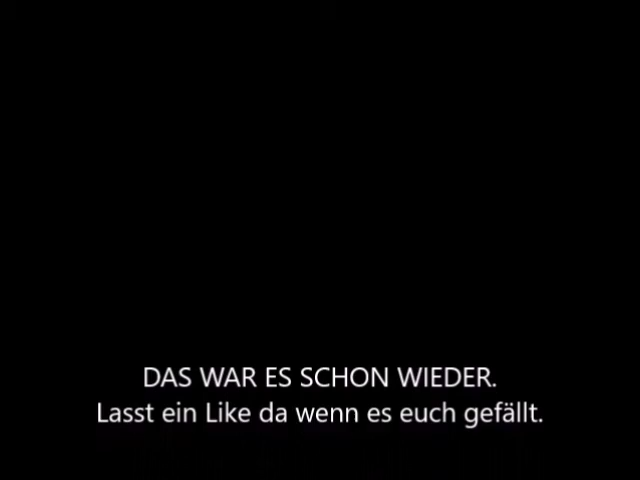 DAS WAR ES SCHON WIEDER.
Lasst ein Like da wenn es euch gefällt.